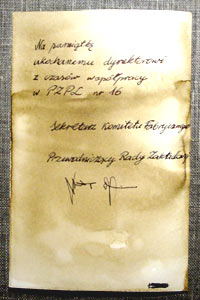 Na pamiątkę
ukochanemu dyrektorowi
z czasów współpracy
w PZPL nr 16
Sekretarz Komitetu Fabrycznego
Przewodniczący Rady Zakładowej